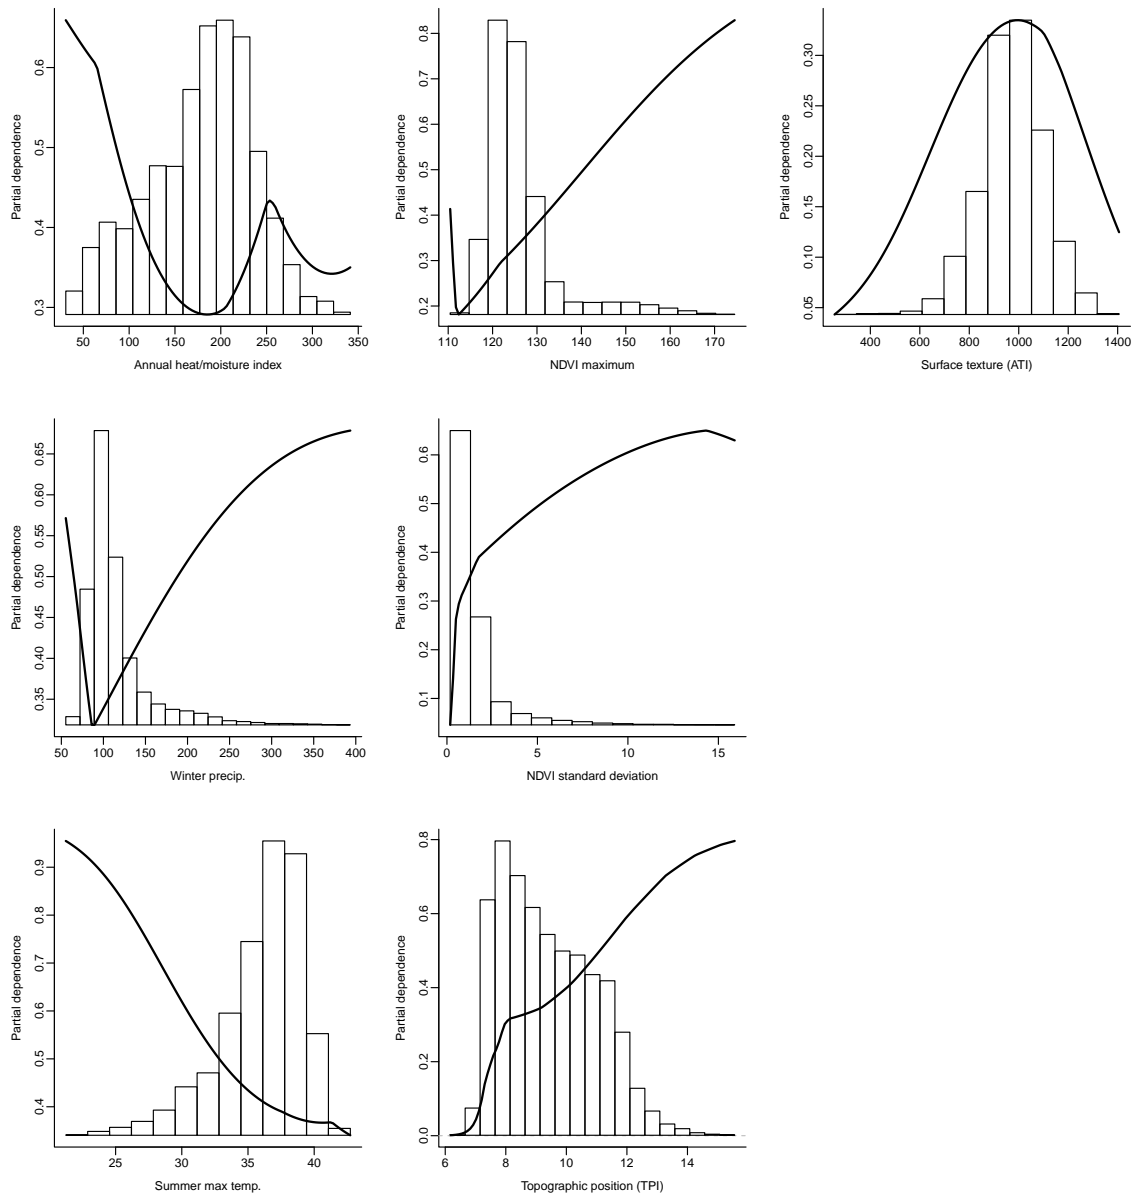 Partial dependence
0.3 0.4 0.5 0.6
50 100 150 200 250 300 350
Annual heat/moisture index
Partial dependence
0.2 0.3 0.4 0.5 0.6 0.7 0.8
110 120 130 140 150 160 170
NDVI maximum
Partial dependence
0.05 0.10 0.15 0.20 0.25 0.30
400 600 800 1000 1200 1400
Surface texture (ATI)
Partial dependence
0.35 0.40 0.45 0.50 0.55 0.60 0.65
50 100 150 200 250 300 350 400
Winter precip.
Partial dependence
0.1 0.2 0.3 0.4 0.5 0.6
0 5 10 15
NDVI standard deviation
Partial dependence
0.4 0.5 0.6 0.7 0.8 0.9
25 30 35 40
Summer max temp.
Partial dependence
0.0 0.2 0.4 0.6 0.8
6 8 10 12 14
Topographic position (TPI)